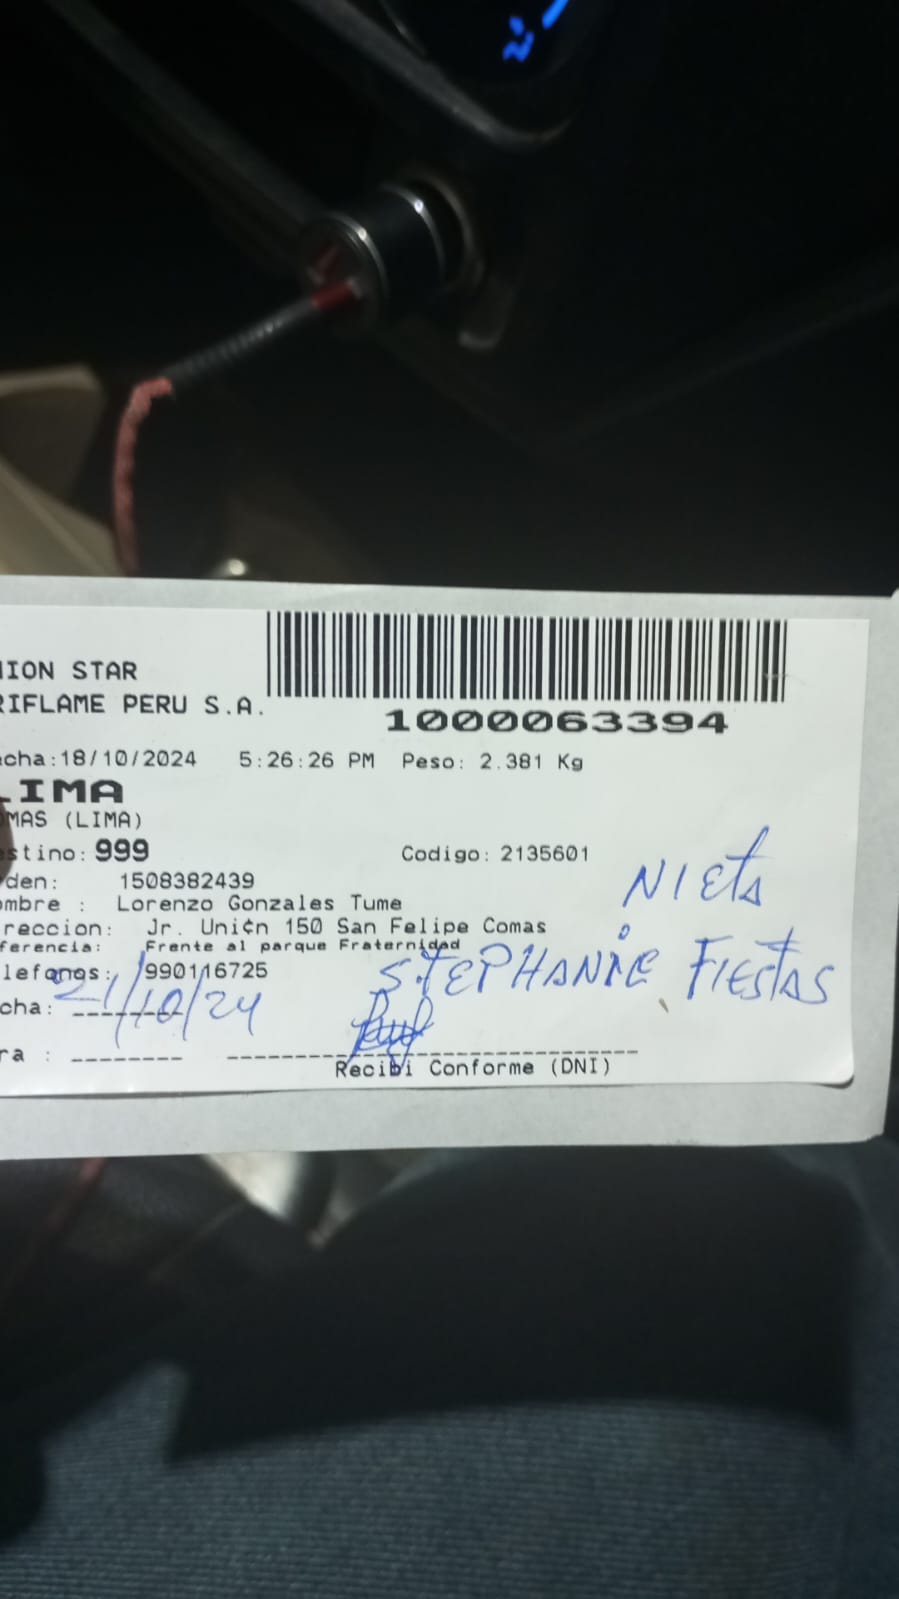 ION STAR
RIFLAME PERU S.A.
1000063394
cha:18/10/2024 5:26:26 PM Peso: 2.381 Kg
LIMA
MAS (LIMA)
stino: 999 Codigo: 2135601
den: 1508382439
NIETA
mbre : Lorenzo Gonzales Tume
reccion: Jr. Uni¢n 150 San Felipe Comas
ferencia: Frente al parque Fraternidad
lefonos: 990116725
STEPHANIE FIESTAS
cha: 21/10/24
ra :
Recibi Conforme (DNI)